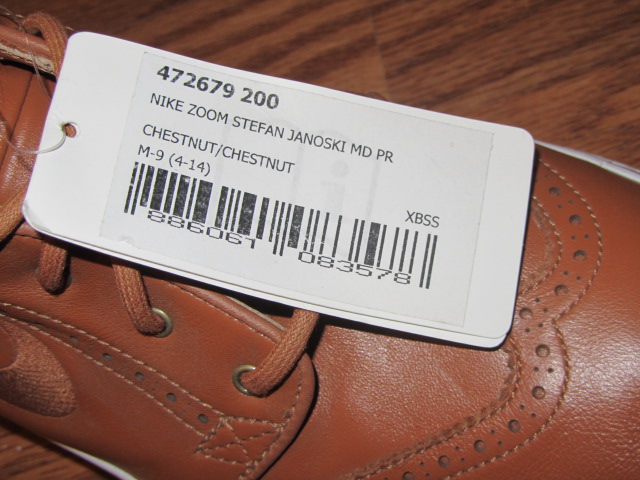 472679 200
NIKE ZOOM STEFAN JANOSKI MD PR
CHESTNUT/CHESTNUT
M-9 (4-14)
XBSS
886061 083578